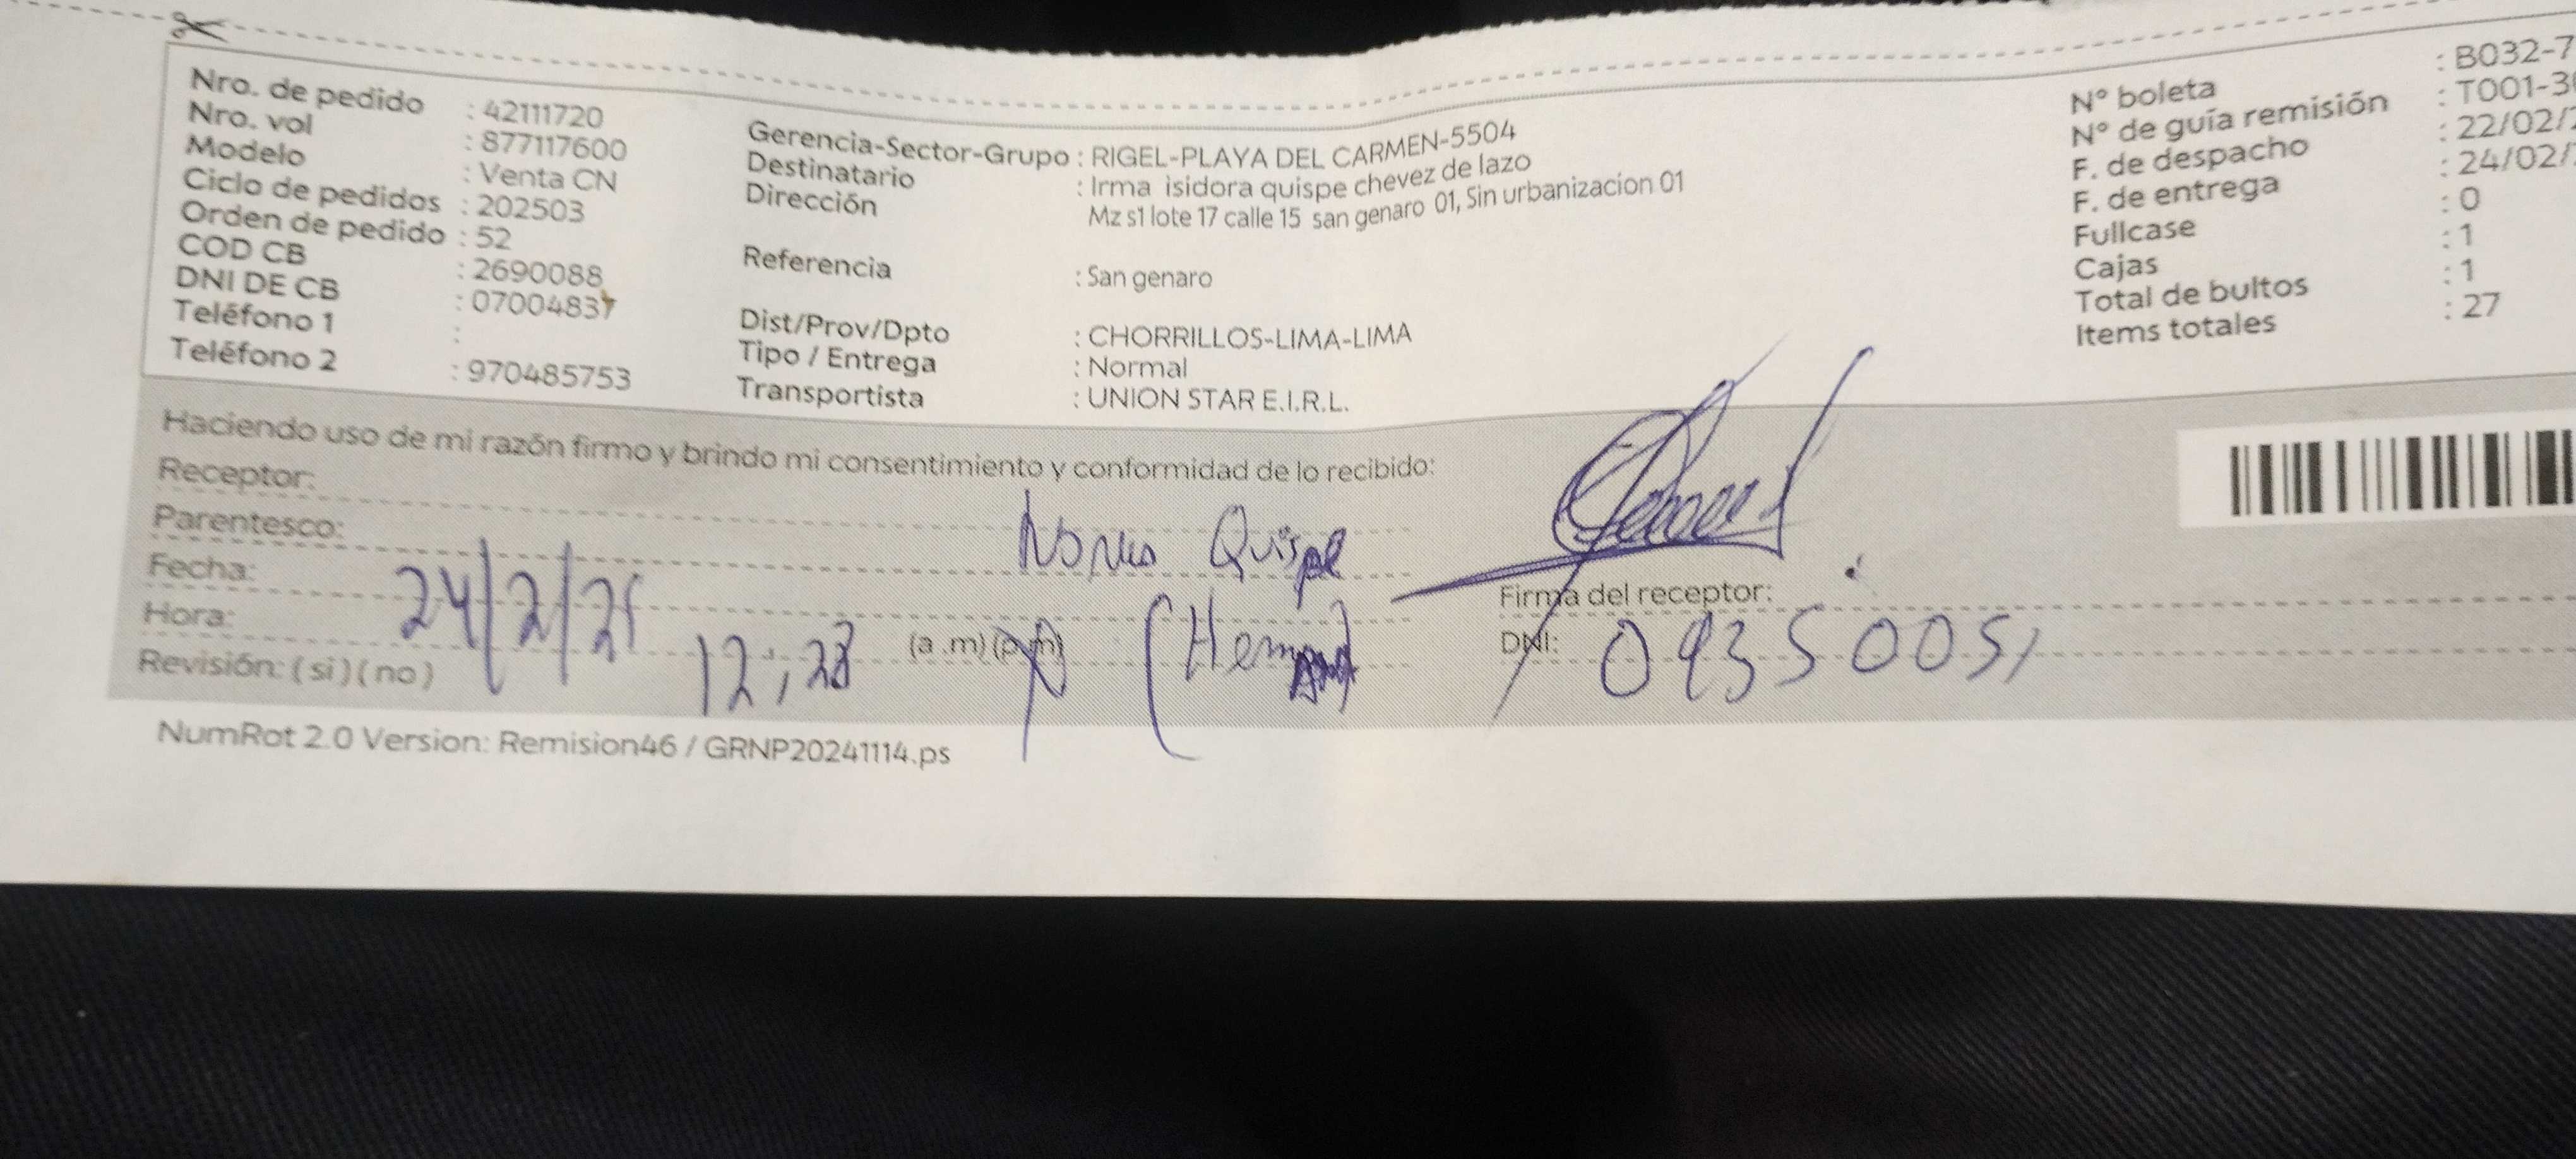 Nro. de pedido : 42111720
Nro. vol : 877117600
Modelo : Venta CN
Ciclo de pedidos : 202503
Orden de pedido : 52
COD CB : 2690088
DNI DE CB : 07004837
Teléfono 1 :
Teléfono 2 : 970485753
Gerencia-Sector-Grupo : RIGEL-PLAYA DEL CARMEN-5504
Destinatario : Irma isidora quispe chevez de lazo
Dirección Mz s1 lote 17 calle 15 san genaro 01, Sin urbanizacion 01
Referencia : San genaro
Dist/Prov/Dpto : CHORRILLOS-LIMA-LIMA
Tipo / Entrega : Normal
Transportista : UNION STAR E.I.R.L.
: B032-7
N° boleta : T001-3
N° de guía remisión : 22/02/
F. de despacho : 24/02/
F. de entrega : 0
Fullcase : 1
Cajas : 1
Total de bultos : 27
Items totales
Haciendo uso de mi razón firmo y brindo mi consentimiento y conformidad de lo recibido:
Receptor: Quispe
Parentesco:
Fecha: 24/2/25
Hora: 12:28 (a .m) (p.m)
Revisión: ( si ) ( no )
Firma del receptor:
DNI: 09350051
NumRot 2.0 Version: Remision46 / GRNP20241114.ps